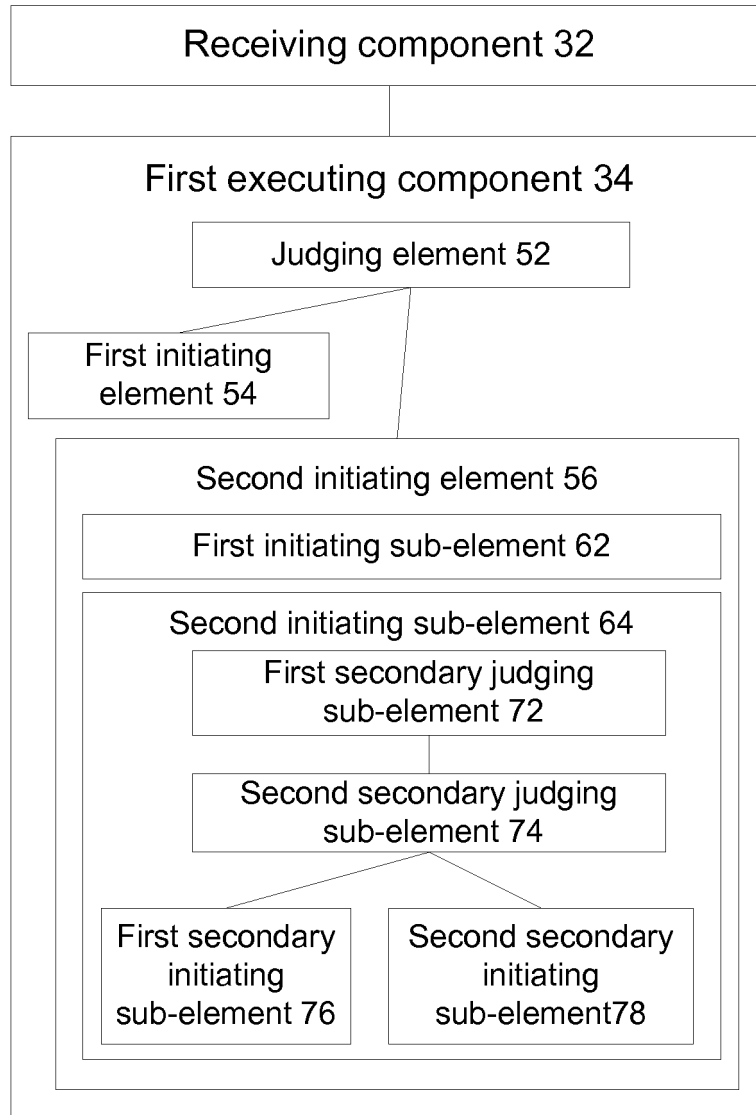 Receiving component 32
First executing component 34
Judging element 52
First initiating
element 54
Second initiating element 56
First initiating sub-element 62
Second initiating sub-element 64
First secondary judging
sub-element 72
Second secondary judging
sub-element 74
First secondary
initiating
sub-element 76
Second secondary
initiating
sub-element78